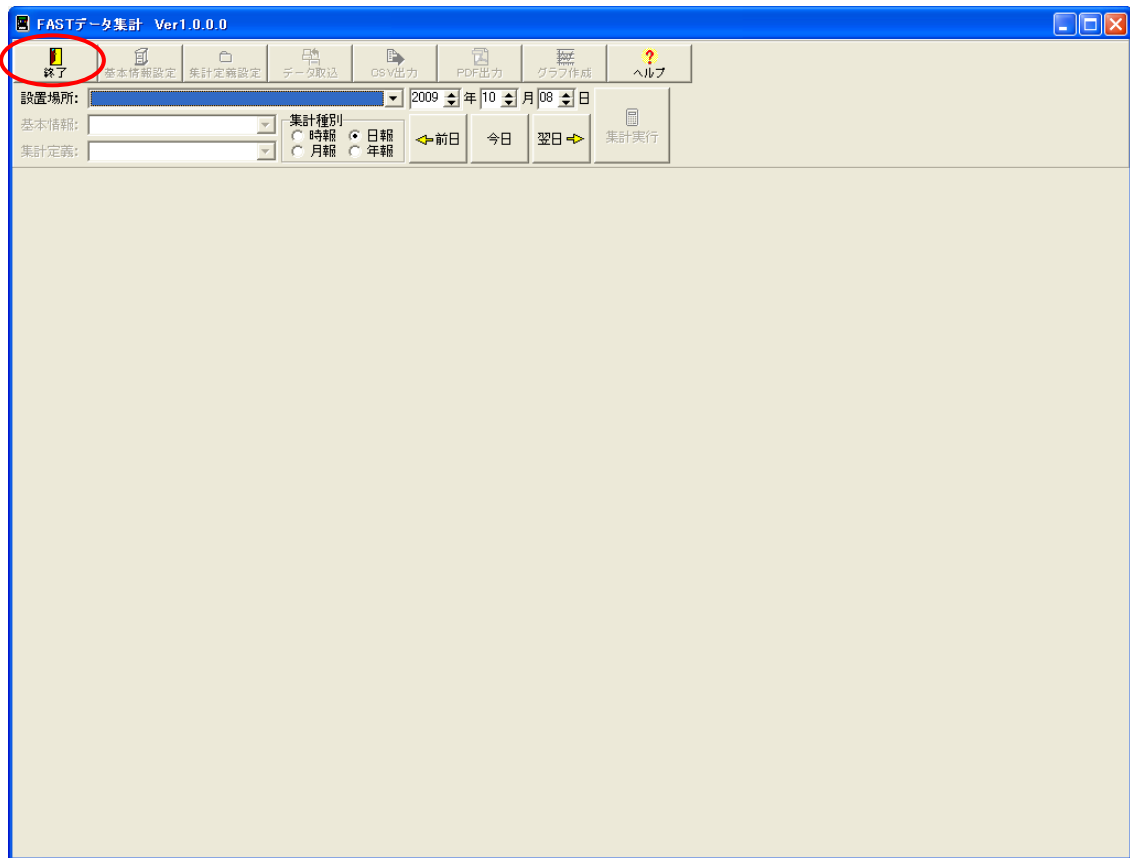 FASTデータ集計 Ver1.0.0.0
終了 基本情報設定 集計定義設定 データ取込 CSV出力 PDF出力 グラフ作成 ヘルプ
設置場所: 2009 年 10 月 08 日
基本情報: 集計種別
時報 日報 前日 今日 翌日 集計実行
集計定義: 月報 年報